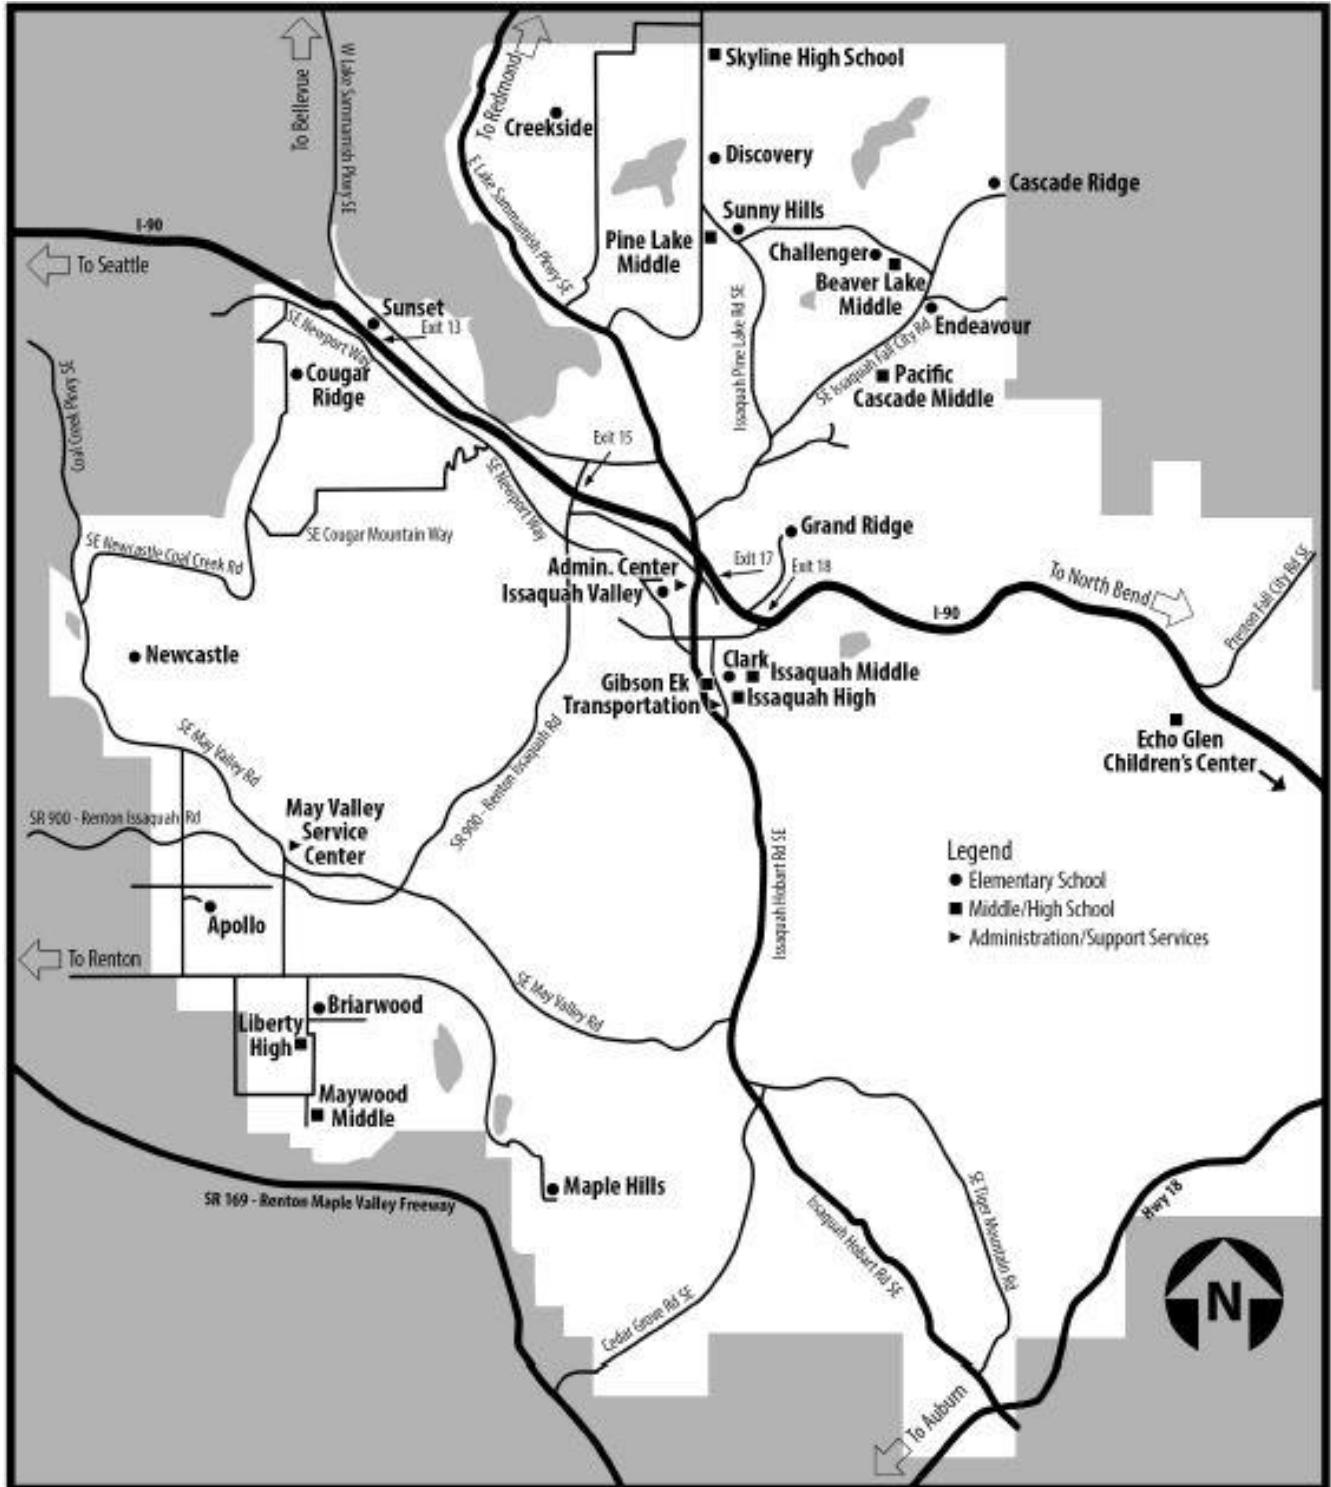 To Bellevue
W Lake Sammamish Pkwy SE
To Redmond
Skyline High School
Creekside
Discovery
E Lake Sammamish Pkwy SE
Cascade Ridge
Sunny Hills
I-90
Pine Lake
Middle
Challenger
Beaver Lake
Middle
To Seattle
Sunset
Exit 13
SE Newport Way
Endeavour
Issaquah Pine Lake Rd SE
SE Issaquah Fall City Rd
Coal Creek Pkwy SE
Cougar
Ridge
Pacific
Cascade Middle
Exit 15
SE Newport Way
SE Cougar Mountain Way
SE Newcastle Coal Creek Rd
Grand Ridge
Exit 17
Exit 18
Admin. Center
Issaquah Valley
To North Bend
I-90
Preston Fall City Rd SE
Newcastle
Clark
Issaquah Middle
Gibson Ek
Issaquah High
Transportation
SE May Valley Rd
SR 900 - Renton Issaquah Rd
Echo Glen
Children's Center
SR 900 - Renton Issaquah Rd
May Valley
Service
Center
Issaquah Hobart Rd SE
Legend
Elementary School
Middle/High School
Administration/Support Services
Apollo
To Renton
SE May Valley Rd
Briarwood
Liberty
High
Maywood
Middle
Maple Hills
SR 169 - Renton Maple Valley Freeway
Issaquah Hobart Rd SE
SE Tiger Mountain Rd
Hwy 18
Cedar Grove Rd SE
N
To Auburn